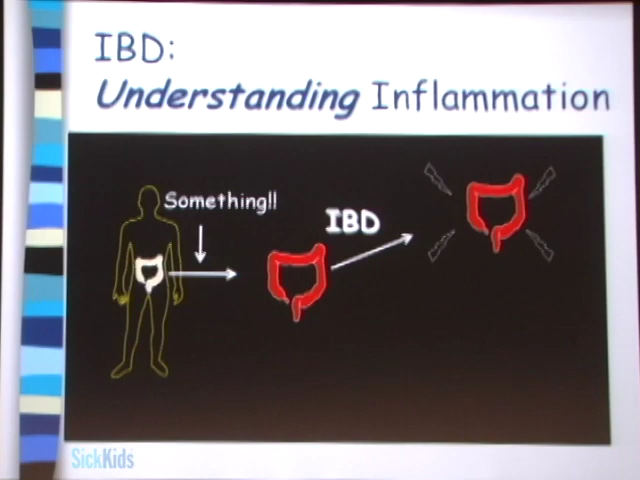 IBD:
Understanding Inflammation
Something!!
IBD
SickKids